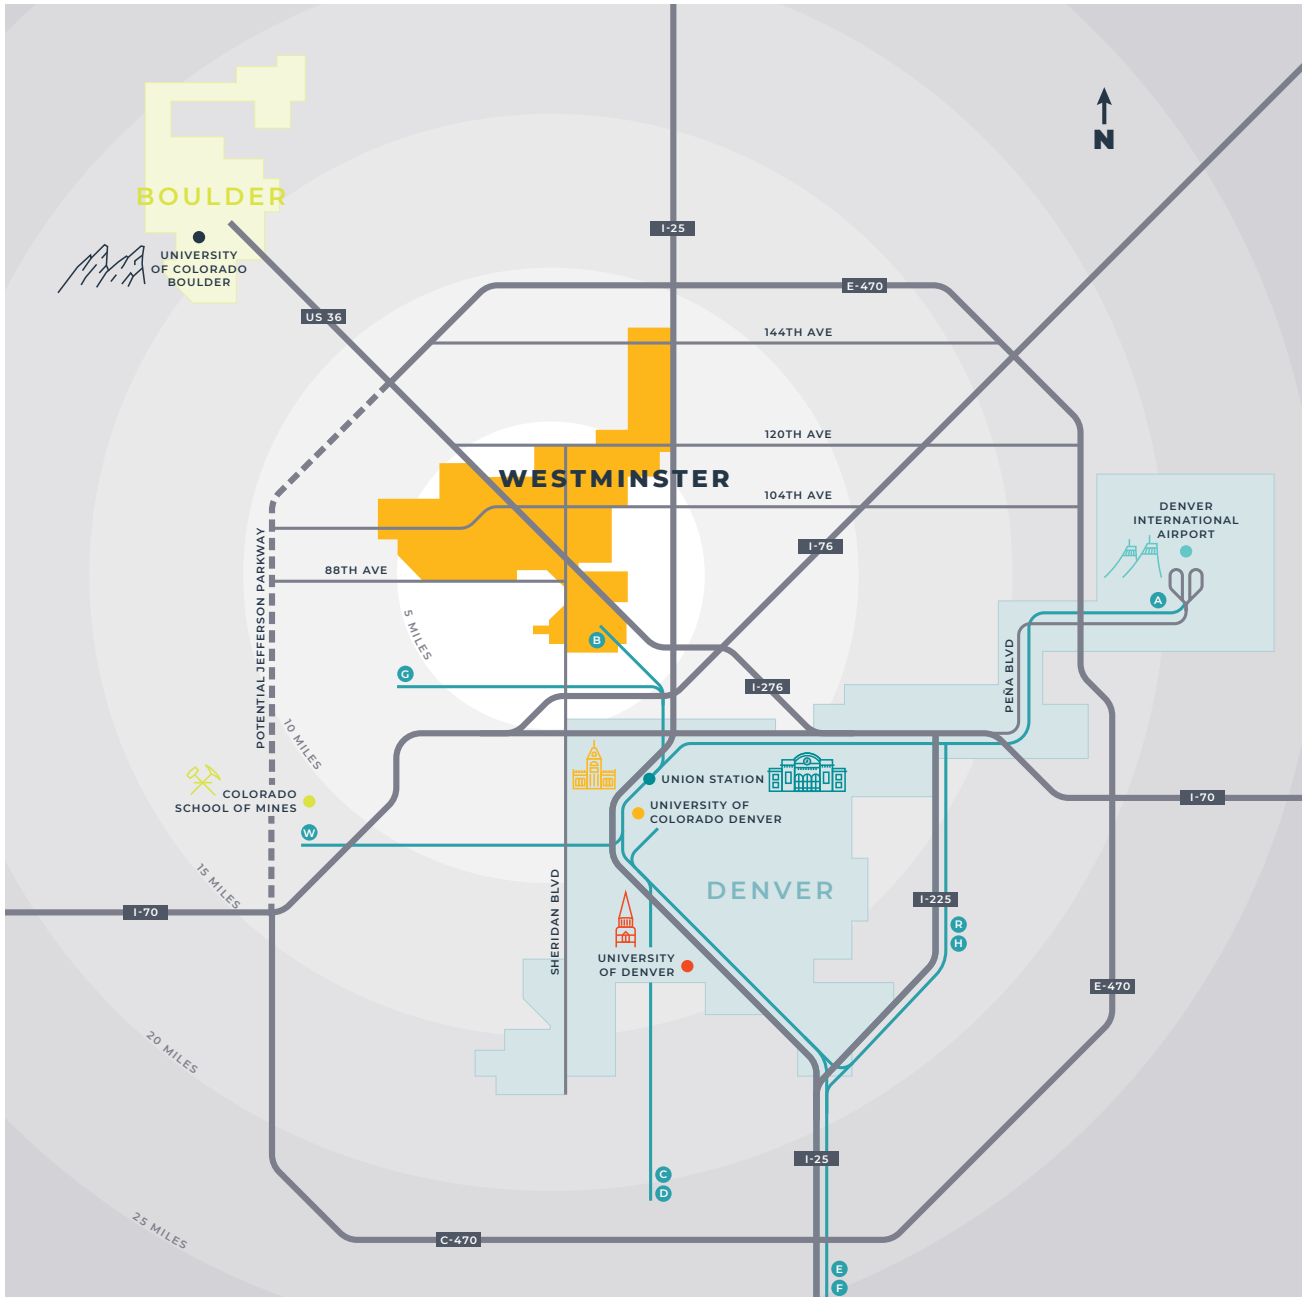 N
BOULDER
UNIVERSITY
OF COLORADO
BOULDER
I-25
E-470
US 36
144TH AVE
120TH AVE
WESTMINSTER
104TH AVE
DENVER
INTERNATIONAL
AIRPORT
I-76
88TH AVE
A
5 MILES
B
POTENTIAL JEFFERSON PARKWAY
G
PEÑA BLVD
I-276
10 MILES
UNION STATION
COLORADO
SCHOOL OF MINES
UNIVERSITY OF
COLORADO DENVER
I-70
W
15 MILES
DENVER
I-70
I-225
SHERIDAN BLVD
R
H
UNIVERSITY
OF DENVER
E-470
20 MILES
I-25
C
D
25 MILES
C-470
E
F